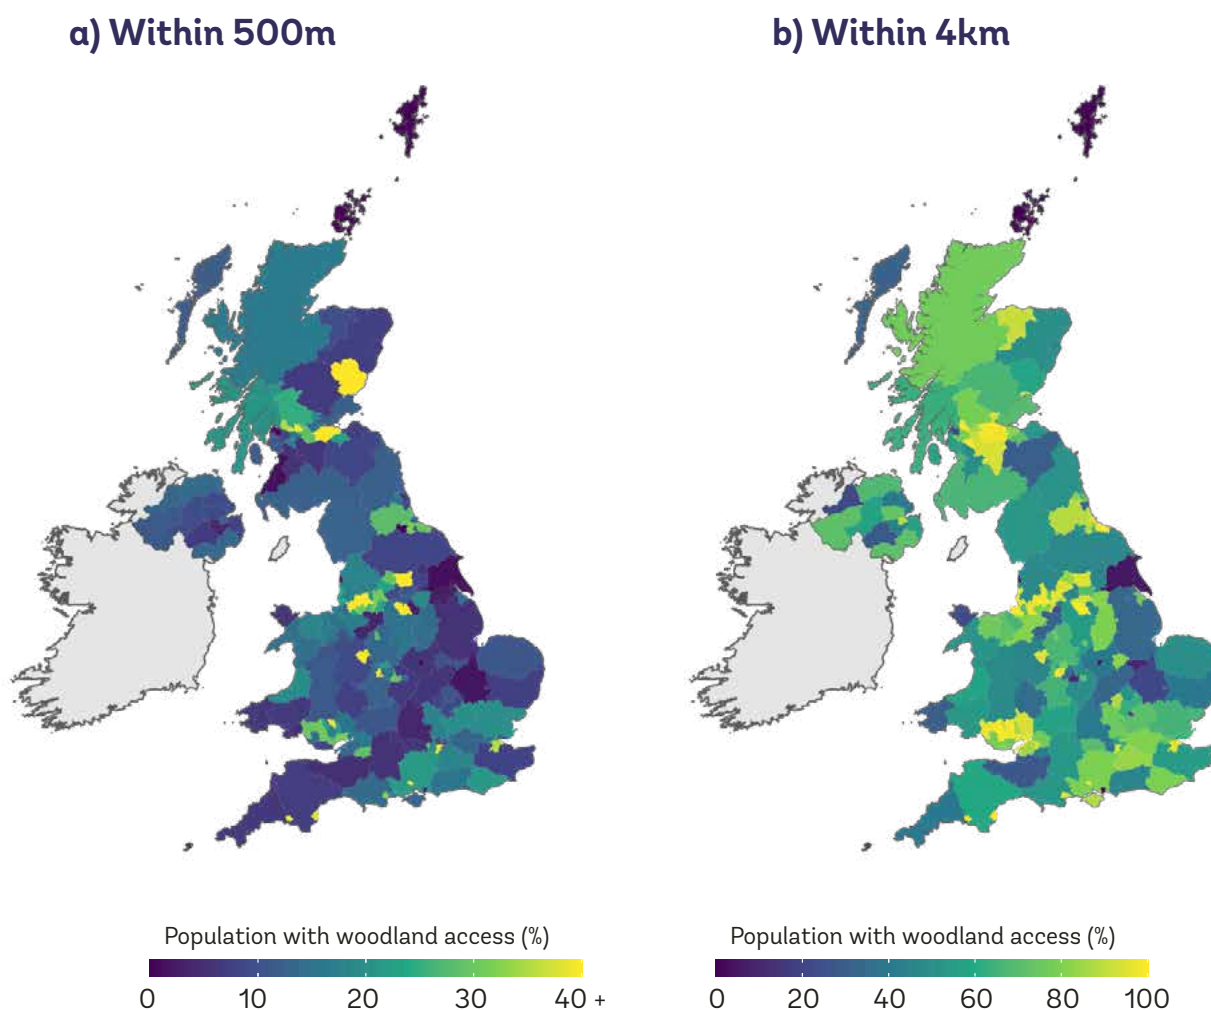 a) Within 500m
b) Within 4km
Population with woodland access (%)
0 10 20 30 40 +
Population with woodland access (%)
0 20 40 60 80 100